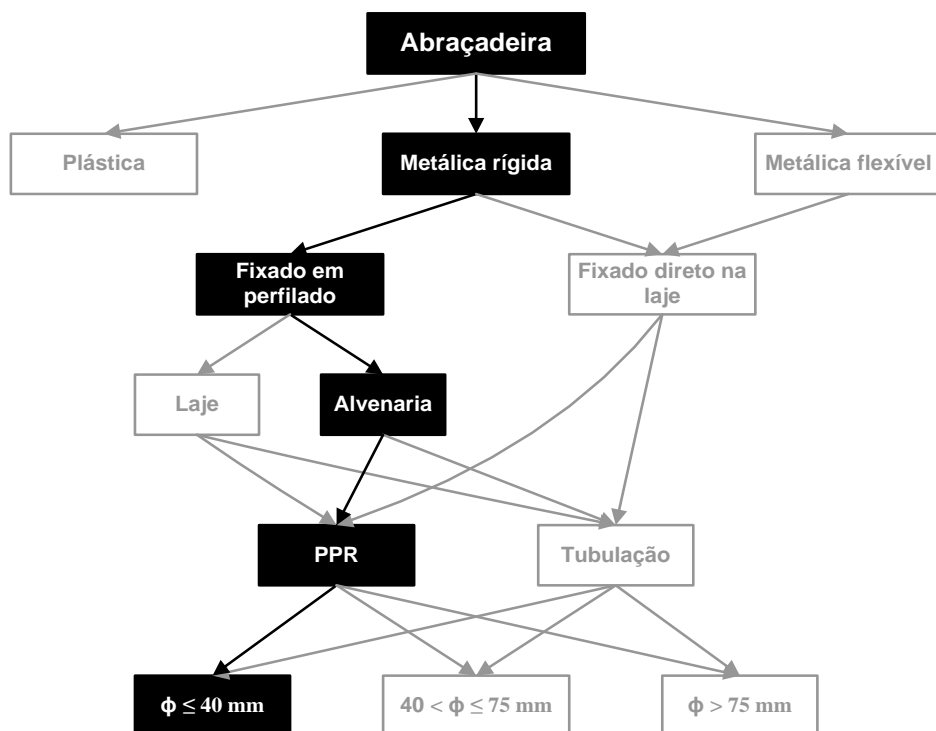 Abraçadeira
Plástica
Metálica rígida
Metálica flexível
Fixado em
perfilado
Fixado direto na
laje
Laje
Alvenaria
PPR
Tubulação
ϕ ≤ 40 mm
40 < ϕ ≤ 75 mm
ϕ > 75 mm